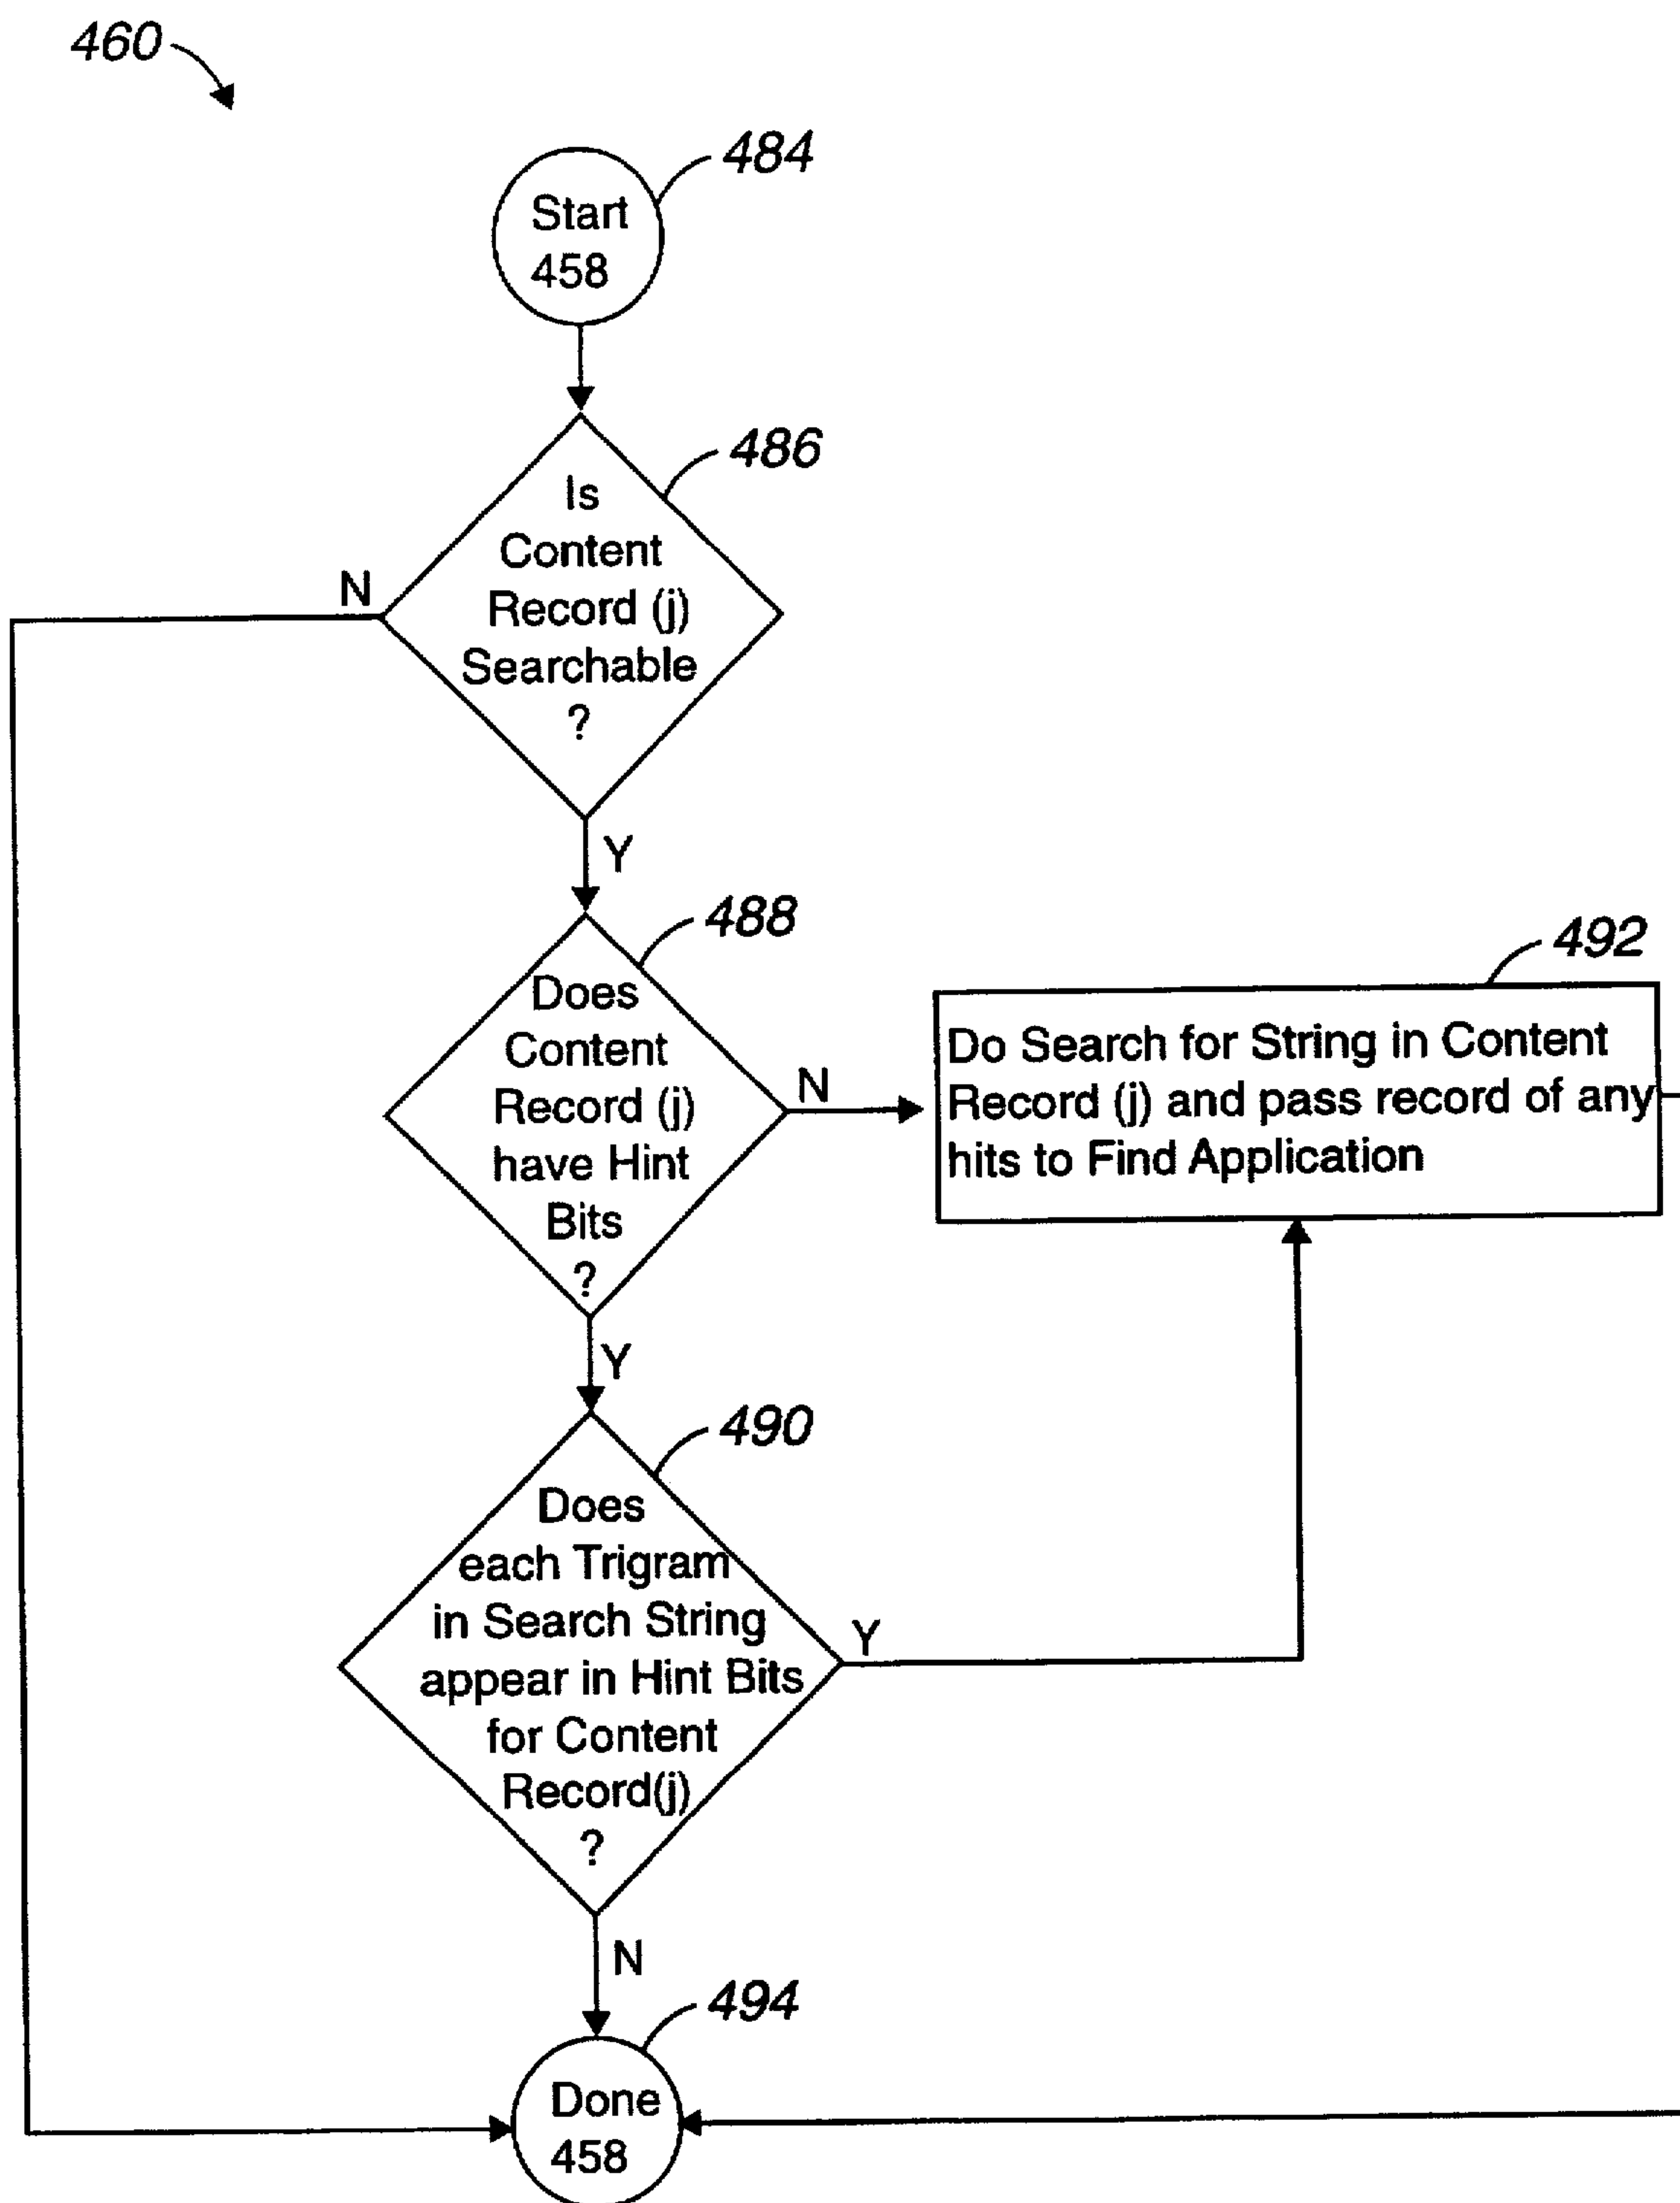 460
484
Start
458
486
Is
Content
Record (j)
Searchable
?
N
Y
488
Does
Content
Record (j)
have Hint
Bits
?
N
492
Do Search for String in Content
Record (j) and pass record of any
hits to Find Application
Y
490
Does
each Trigram
in Search String
appear in Hint Bits
for Content
Record(j)
?
Y
N
494
Done
458